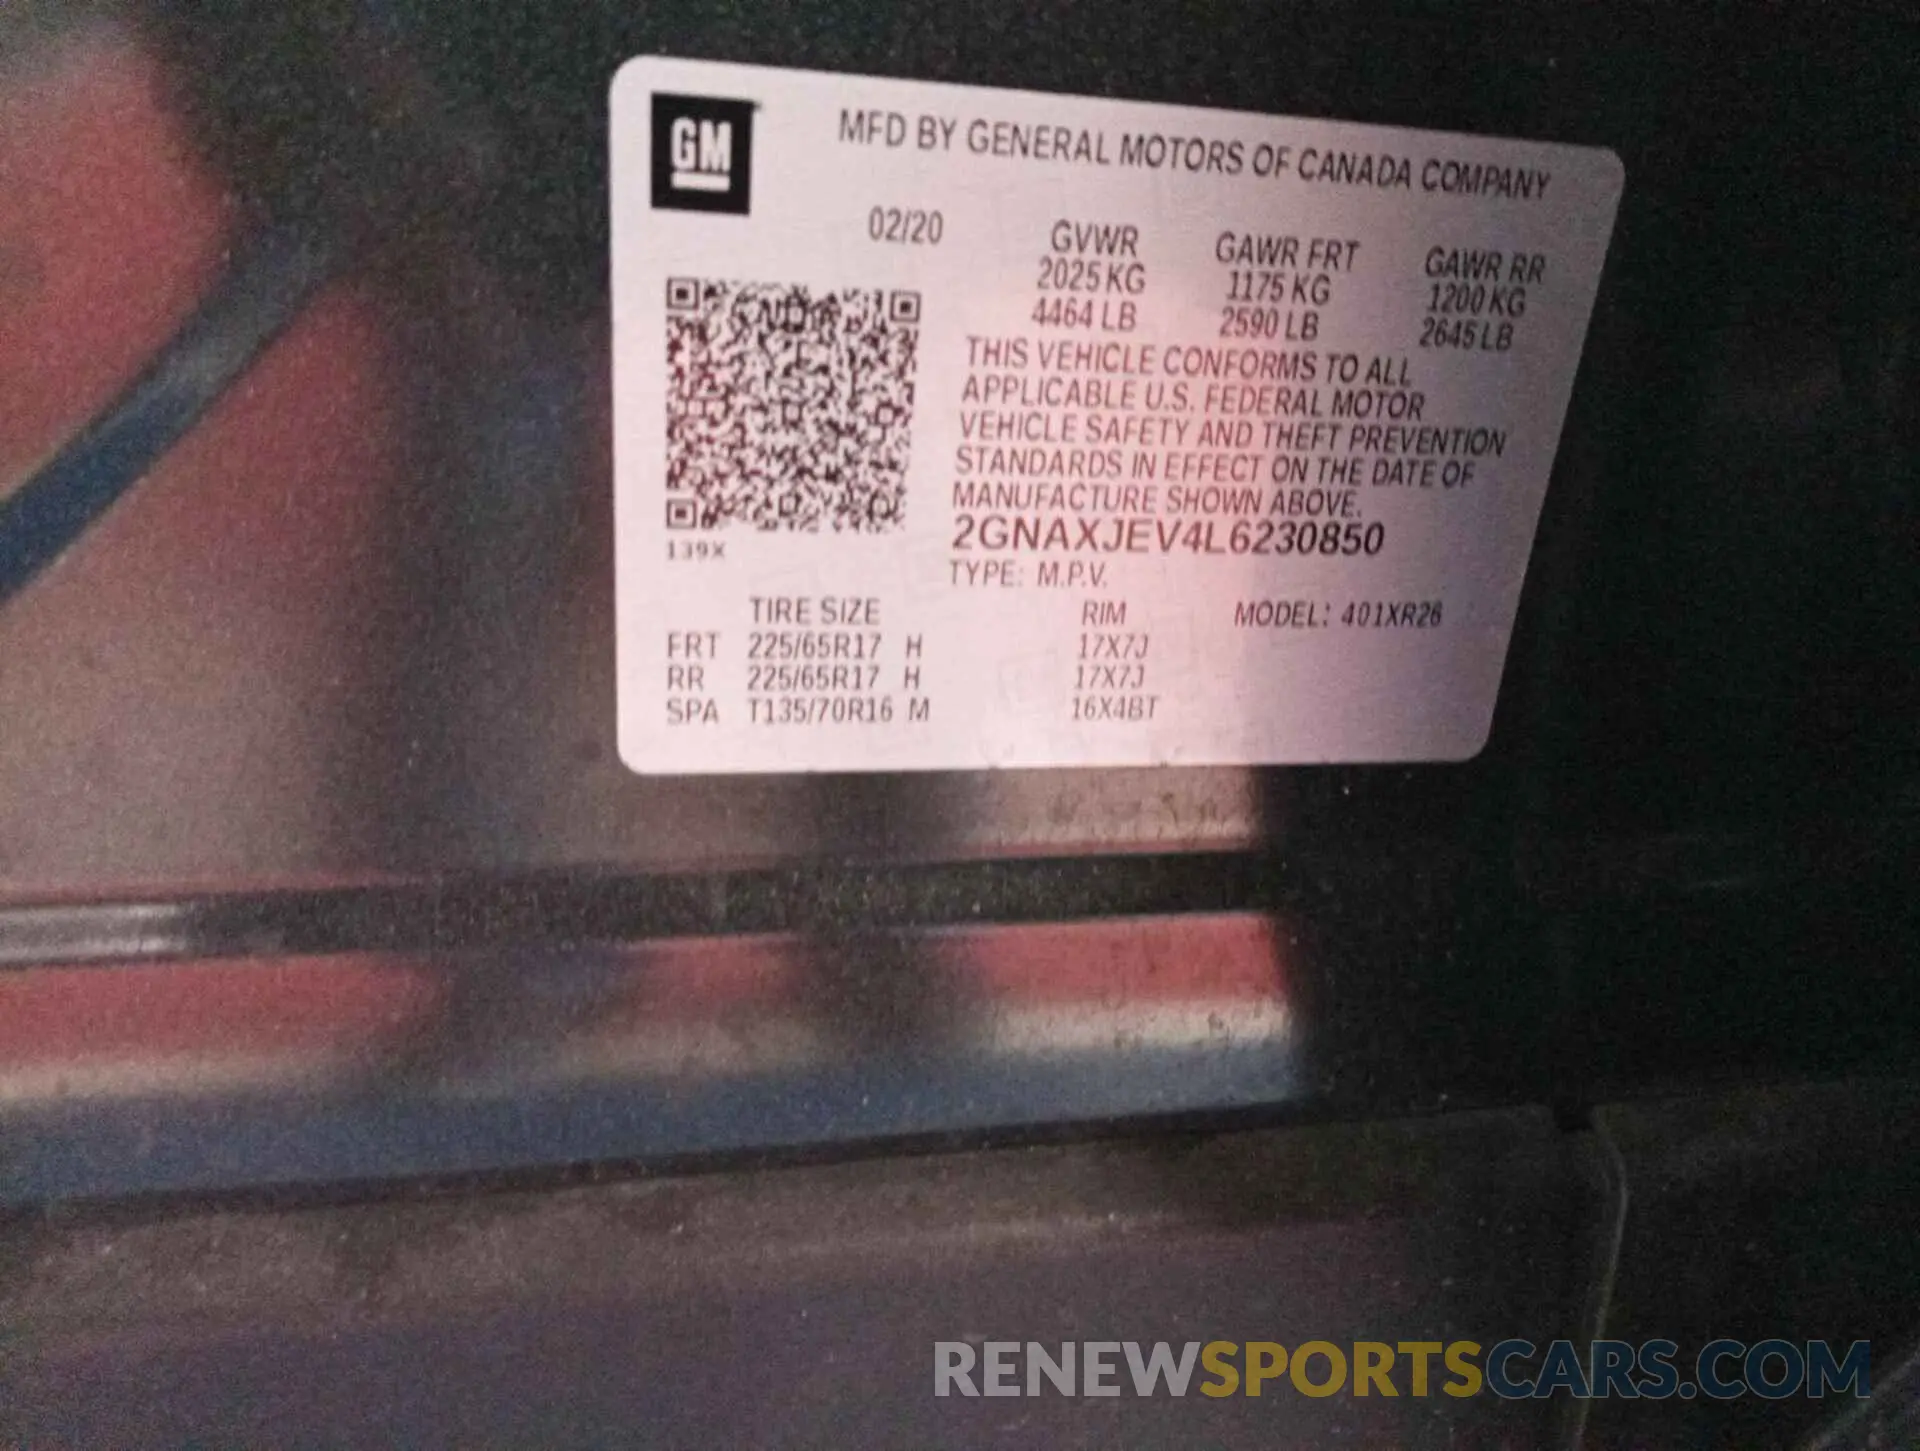 GM
MFD BY GENERAL MOTORS OF CANADA COMPANY
02/20 GVWR GAWR FRT GAWR RR
2025 KG 1175 KG 1200 KG
4464 LB 2590 LB 2645 LB
THIS VEHICLE CONFORMS TO ALL
APPLICABLE U.S. FEDERAL MOTOR
VEHICLE SAFETY AND THEFT PREVENTION
STANDARDS IN EFFECT ON THE DATE OF
MANUFACTURE SHOWN ABOVE.
2GNAXJEV4L6230850
139X
TYPE: M.P.V.
TIRE SIZE RIM MODEL: 401XR26
FRT 225/65R17 H 17X7J
RR 225/65R17 H 17X7J
SPA T135/70R16 M 16X4BT
RENEWSPORTSCARS.COM